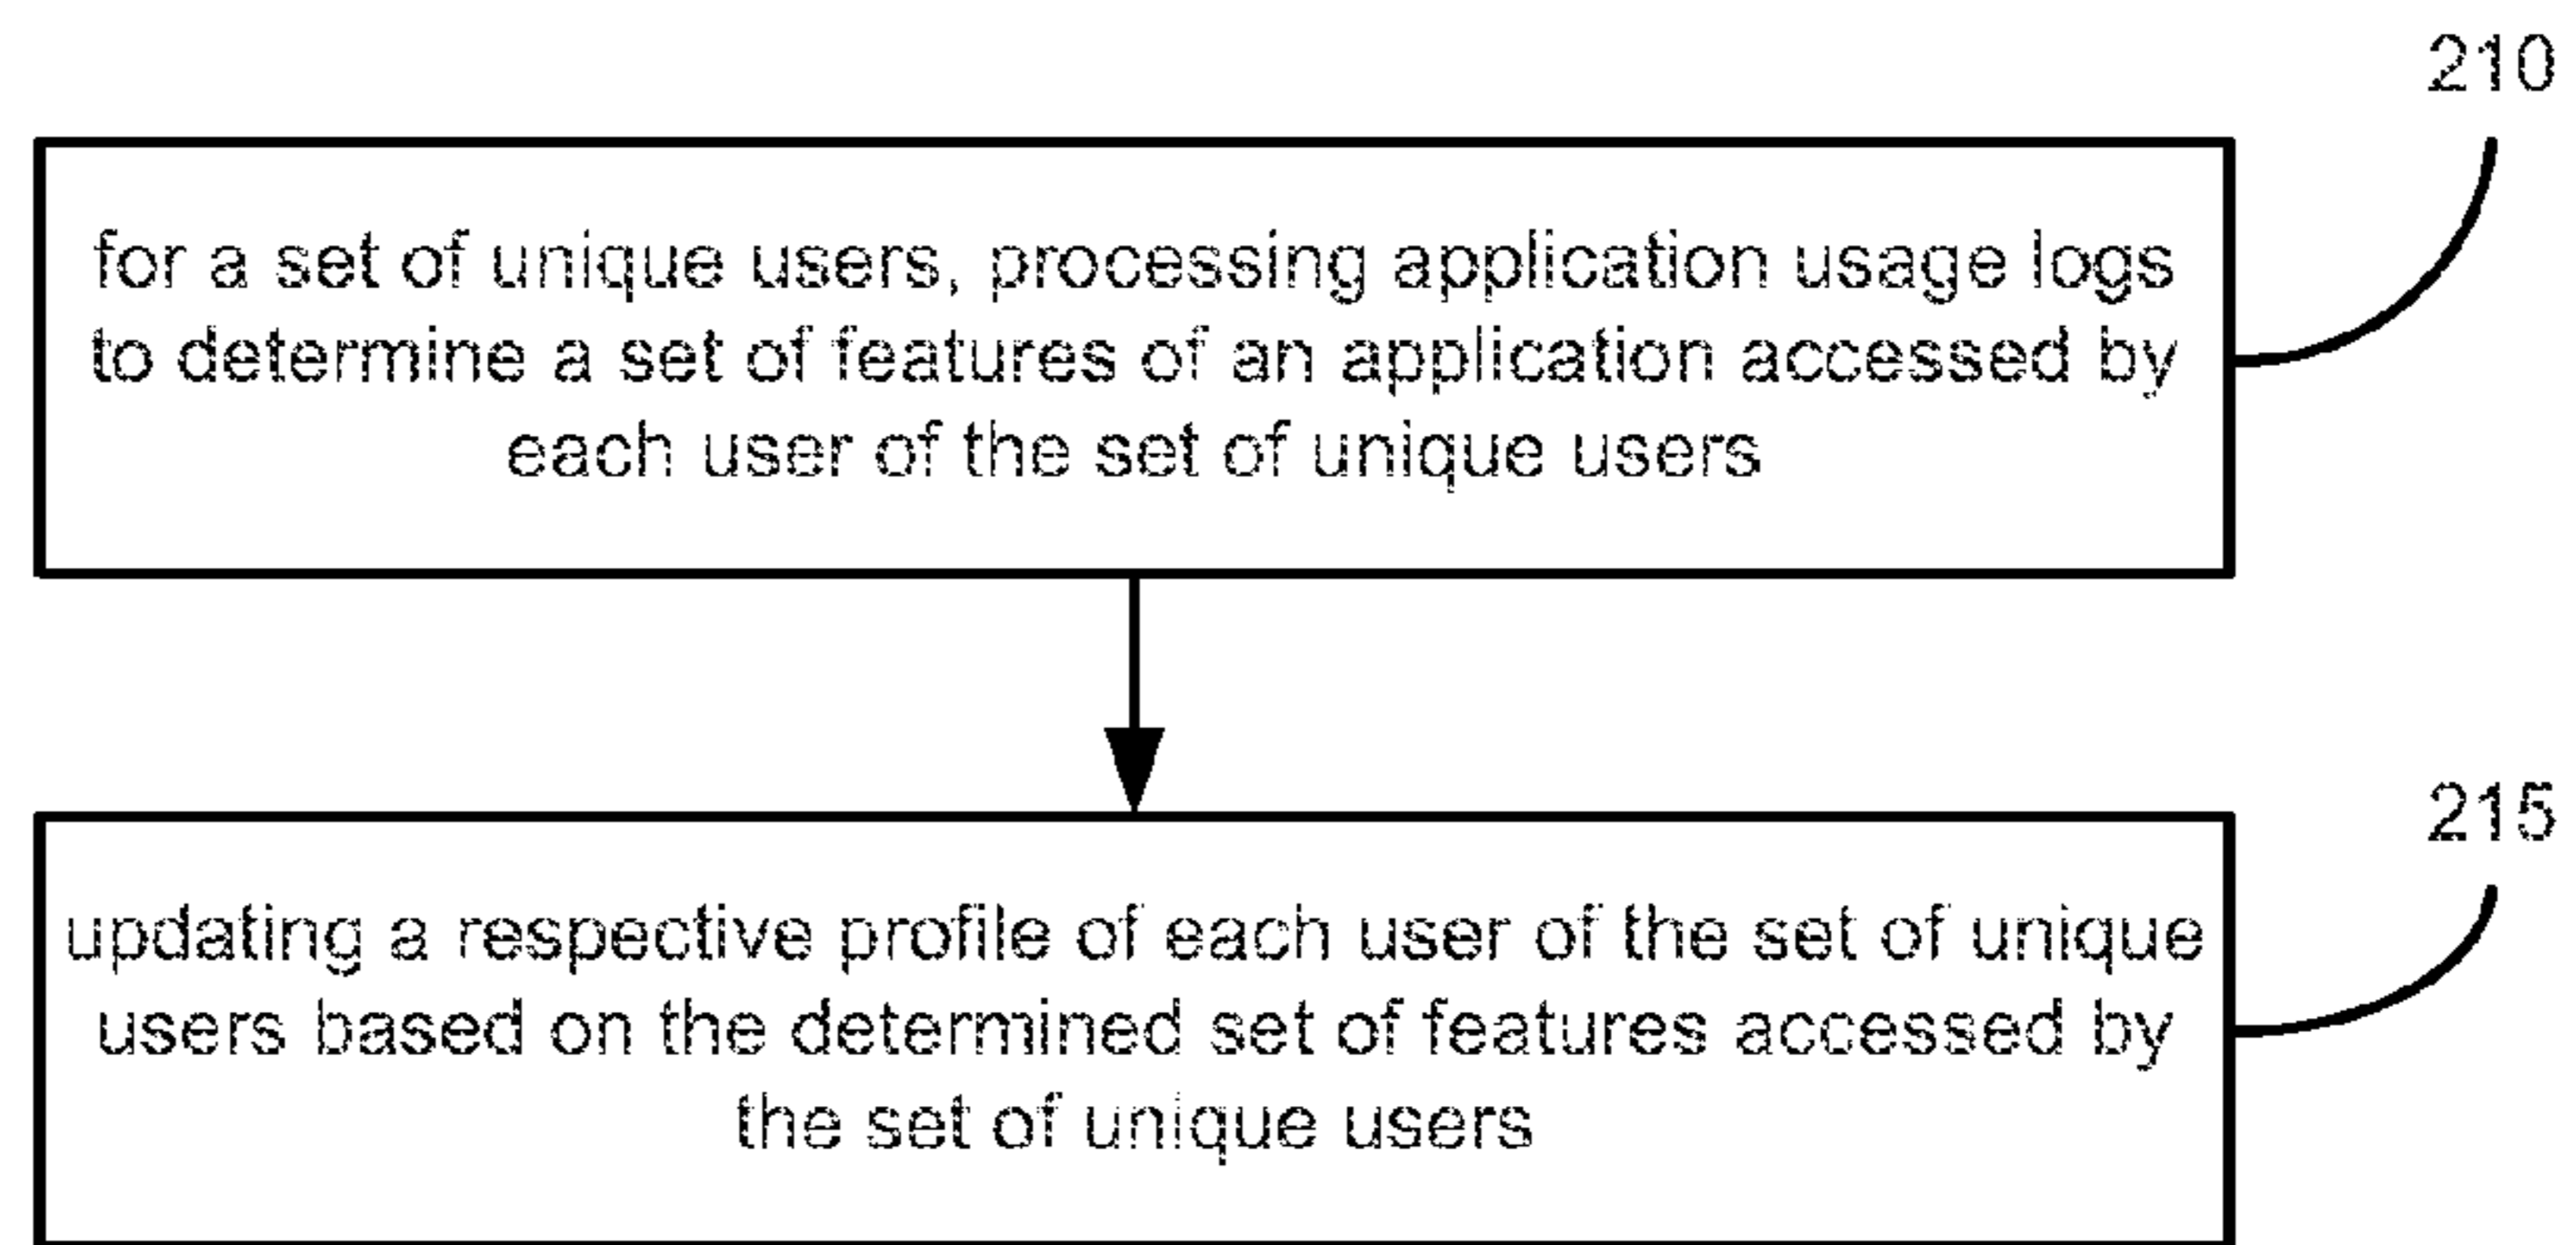 210
for a set of unique users, processing application usage logs
to determine a set of features of an application accessed by
each user of the set of unique users
215
updating a respective profile of each user of the set of unique
users based on the determined set of features accessed by
the set of unique users